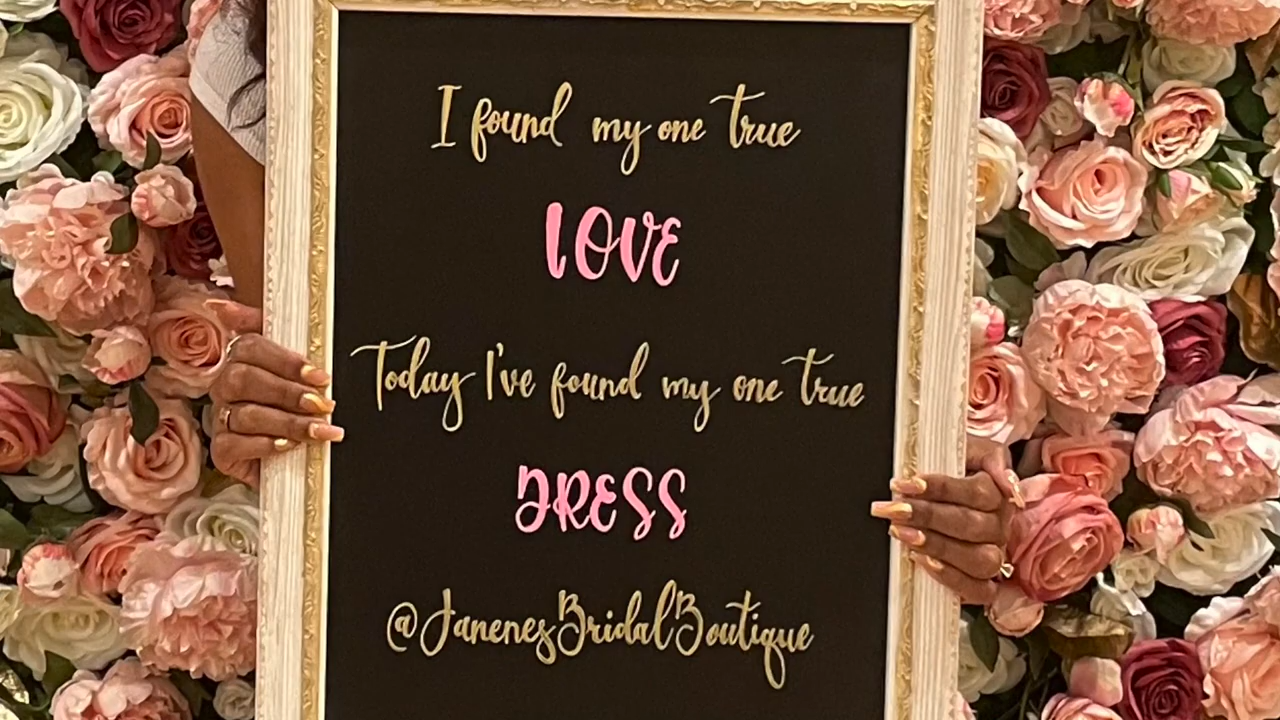 I found my one true
LOVE
Today I've found my one true
DRESS
@JanenesBridalBoutique